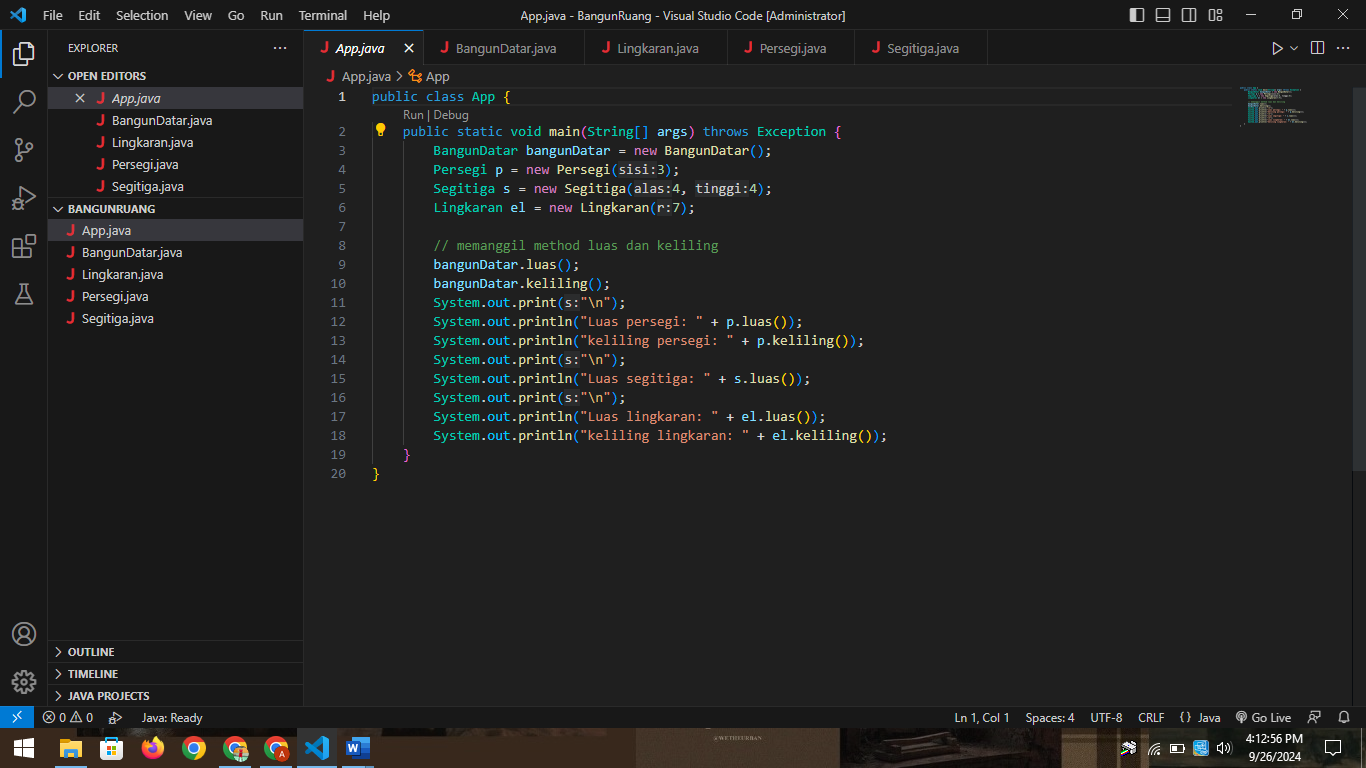 File Edit Selection View Go Run Terminal Help App.java - BangunRuang - Visual Studio Code [Administrator]
EXPLORER
OPEN EDITORS
App.java
BangunDatar.java
Lingkaran.java
Persegi.java
Segitiga.java
BANGUNRUANG
App.java
BangunDatar.java
Lingkaran.java
Persegi.java
Segitiga.java
OUTLINE
TIMELINE
JAVA PROJECTS
App.java BangunDatar.java Lingkaran.java Persegi.java Segitiga.java
App.java > App
1 public class App {
Run | Debug
2 public static void main(String[] args) throws Exception {
3 BangunDatar bangunDatar = new BangunDatar();
4 Persegi p = new Persegi(sisi:3);
5 Segitiga s = new Segitiga(alas:4, tinggi:4);
6 Lingkaran el = new Lingkaran(r:7);
7
8 // memanggil method luas dan keliling
9 bangunDatar.luas();
10 bangunDatar.keliling();
11 System.out.print(s:"\n");
12 System.out.println("Luas persegi: " + p.luas());
13 System.out.println("keliling persegi: " + p.keliling());
14 System.out.print(s:"\n");
15 System.out.println("Luas segitiga: " + s.luas());
16 System.out.print(s:"\n");
17 System.out.println("Luas lingkaran: " + el.luas());
18 System.out.println("keliling lingkaran: " + el.keliling());
19 }
20 }
0 0 Java: Ready Ln 1, Col 1 Spaces: 4 UTF-8 CRLF {} Java Go Live
4:12:56 PM
9/26/2024